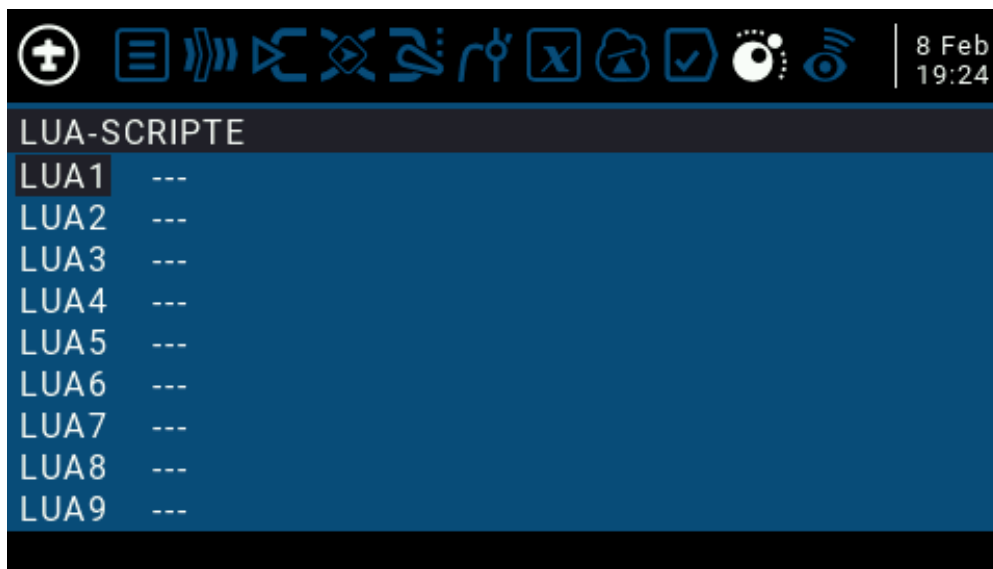 8 Feb
19:24
LUA-SCRIPTE
LUA1 ---
LUA2 ---
LUA3 ---
LUA4 ---
LUA5 ---
LUA6 ---
LUA7 ---
LUA8 ---
LUA9 ---